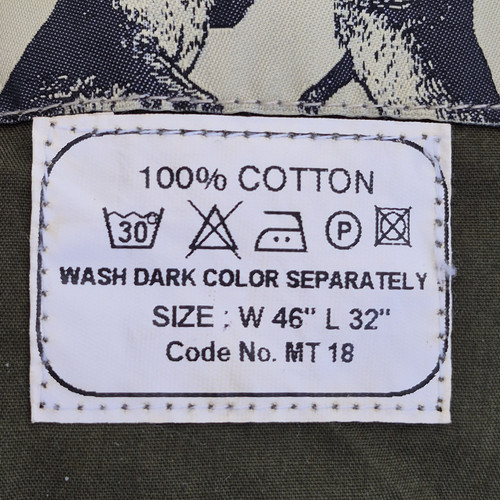 100% COTTON
30° P
WASH DARK COLOR SEPARATELY
SIZE : W 46" L 32"
Code No. MT 18